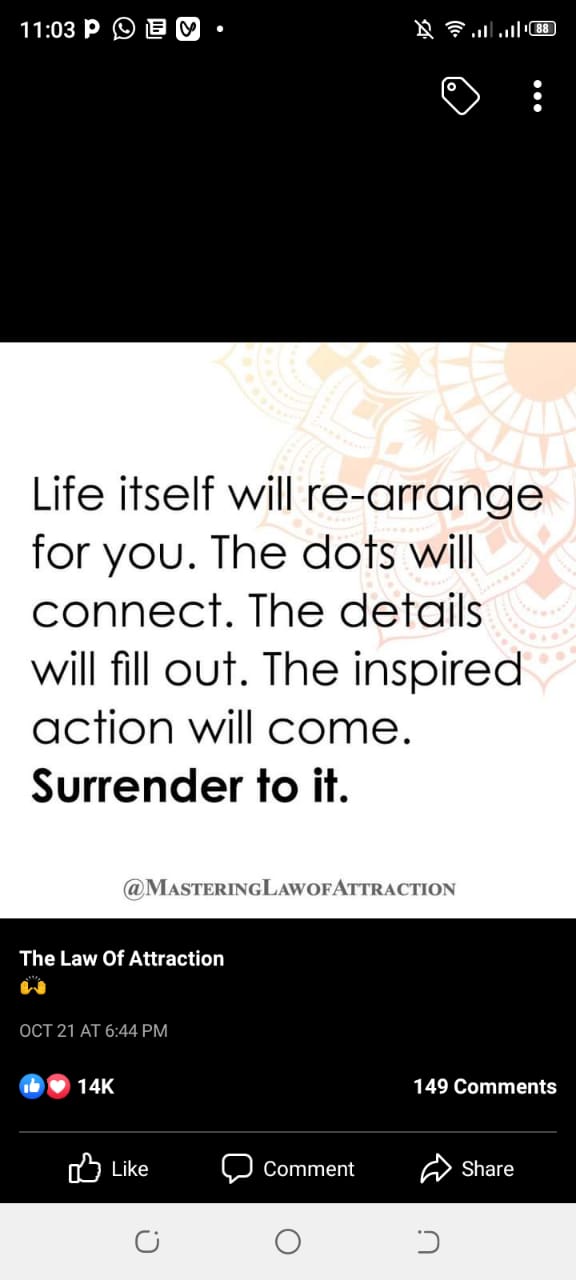 11:03
88
Life itself will re-arrange
for you. The dots will
connect. The details
will fill out. The inspired
action will come.
Surrender to it.
@MasteringLawofAttraction
The Law Of Attraction
🙌
OCT 21 AT 6:44 PM
14K 149 Comments
Like Comment Share